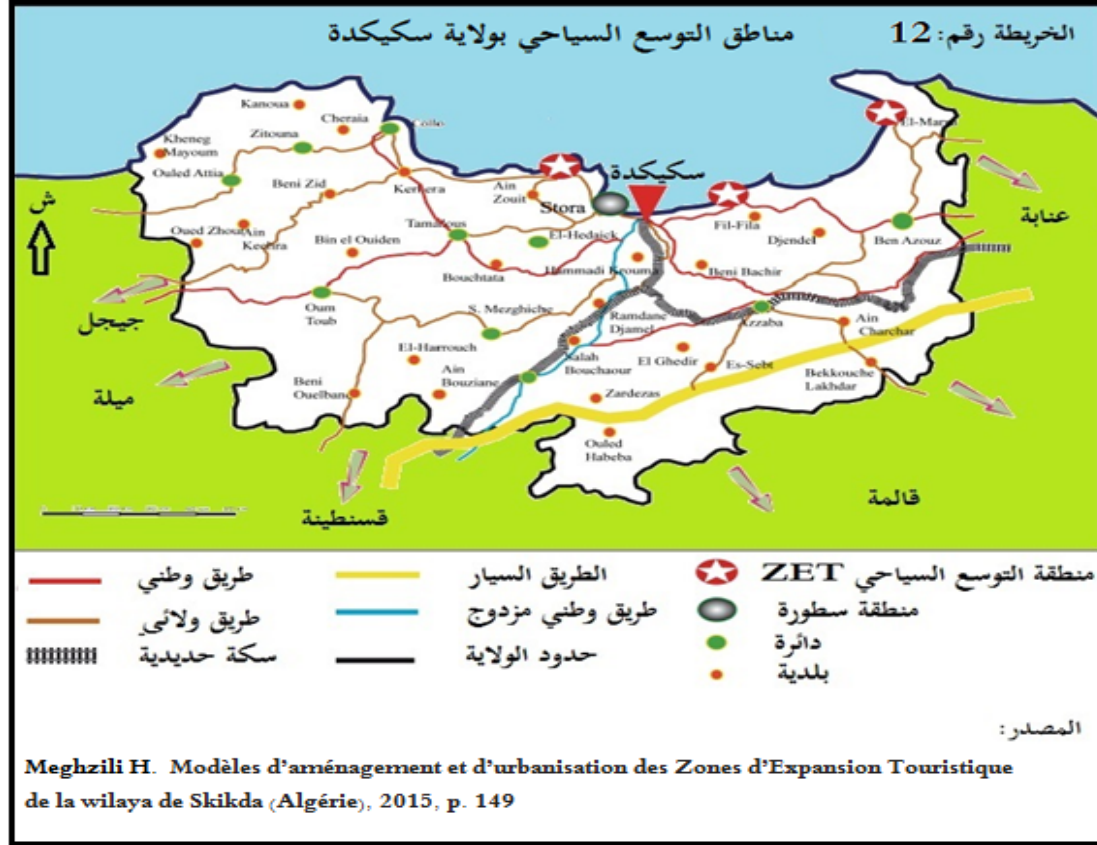 الخريطة رقم: 12 مناطق التوسع السياحي بولاية سكيكدة
Kanoua
Cheraia
Collo
El-Marsa
Zitouna
Kheneg
Mayoum
Ouled Attia
سكيكدة
عنابة
ش
Beni Zid
Kerkera
Ain
Zouit
Stora
Fil-Fila
Djendel
Ben Azouz
Oued Zhour
Ain
Kechra
Tamalous
El-Hedaick
Bin el Ouiden
Bouchtata
Hammadi Krouma
Beni Bachir
جيجل
Oum
Toub
S. Mezghiche
Ramdane
Djamel
Azzaba
Ain
Charchar
El-Harrouch
Salah
Bouchaour
El Ghedir
Es-Sebt
Bekkouche
Lakhdar
ميلة
Beni
Ouelbane
Ain
Bouziane
Zardezas
Ouled
Habeba
قسنطينة
قالمة
منطقة التوسع السياحي ZET
الطريق السيار
طريق وطني
منطقة سطورة
طريق وطني مزدوج
طريق ولائي
دائرة
حدود الولاية
سكة حديدية
بلدية
المصدر:
Meghzili H. Modèles d'aménagement et d'urbanisation des Zones d'Expansion Touristique
de la wilaya de Skikda (Algérie), 2015, p. 149